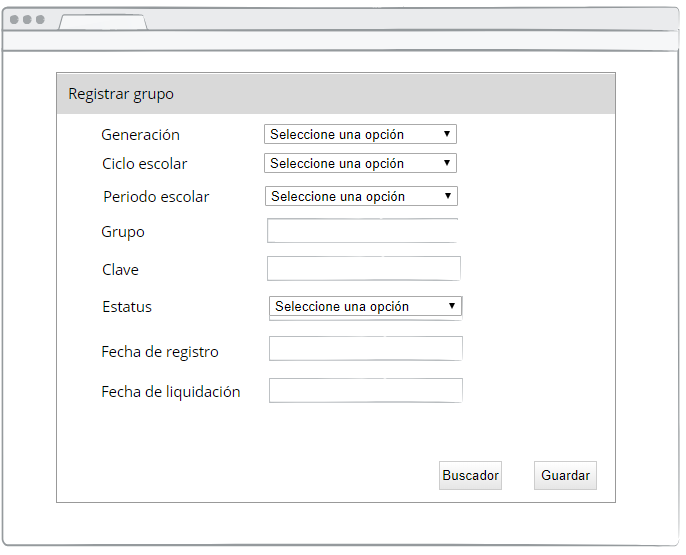 Registrar grupo
Generación Seleccione una opción
Ciclo escolar Seleccione una opción
Periodo escolar Seleccione una opción
Grupo
Clave
Estatus Seleccione una opción
Fecha de registro
Fecha de liquidación
Buscador Guardar